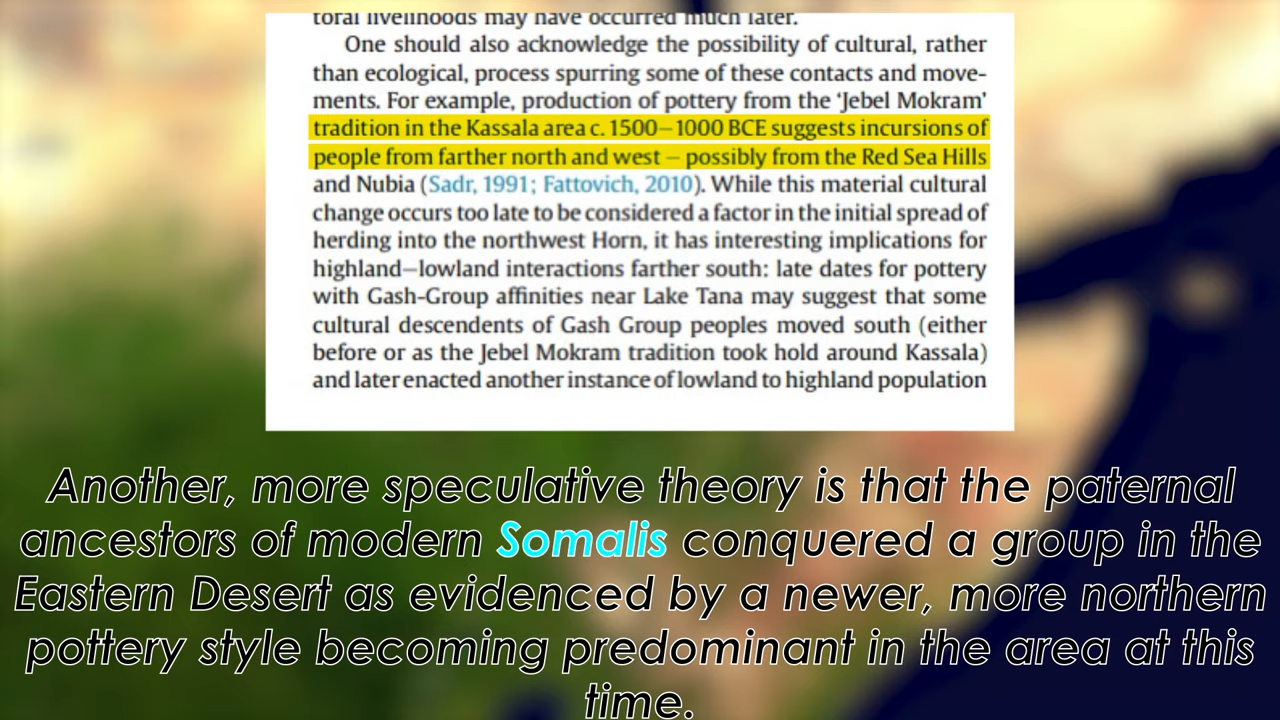 toral livelihoods may have occurred much later.
One should also acknowledge the possibility of cultural, rather
than ecological, process spurring some of these contacts and move-
ments. For example, production of pottery from the ‘Jebel Mokram’
tradition in the Kassala area c. 1500–1000 BCE suggests incursions of
people from farther north and west – possibly from the Red Sea Hills
and Nubia (Sadr, 1991; Fattovich, 2010). While this material cultural
change occurs too late to be considered a factor in the initial spread of
herding into the northwest Horn, it has interesting implications for
highland–lowland interactions farther south: late dates for pottery
with Gash-Group affinities near Lake Tana may suggest that some
cultural descendents of Gash Group peoples moved south (either
before or as the Jebel Mokram tradition took hold around Kassala)
and later enacted another instance of lowland to highland population
Another, more speculative theory is that the paternal
ancestors of modern Somalis conquered a group in the
Eastern Desert as evidenced by a newer, more northern
pottery style becoming predominant in the area at this
time.